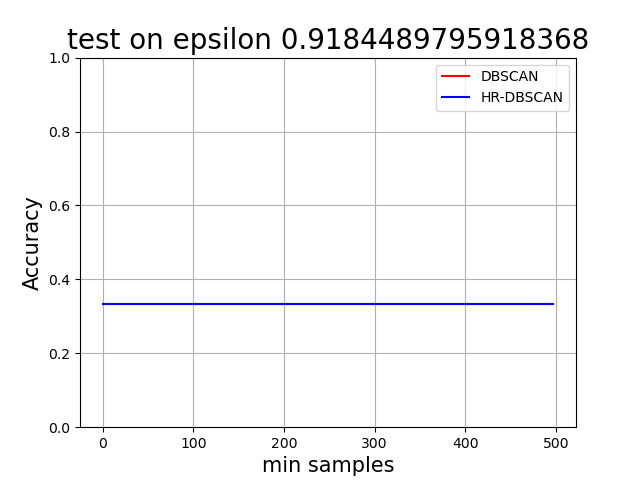 test on epsilon 0.9184489795918368
1.0
DBSCAN
HR-DBSCAN
0.8
0.6
Accuracy
0.4
0.2
0.0
0 100 200 300 400 500
min samples